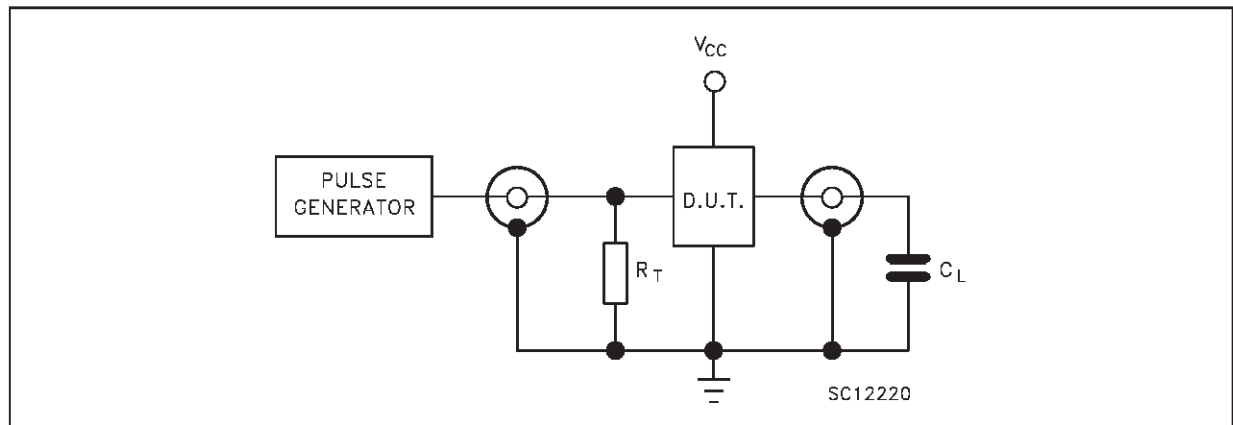 VCC
PULSE
GENERATOR
D.U.T.
RT
CL
SC12220